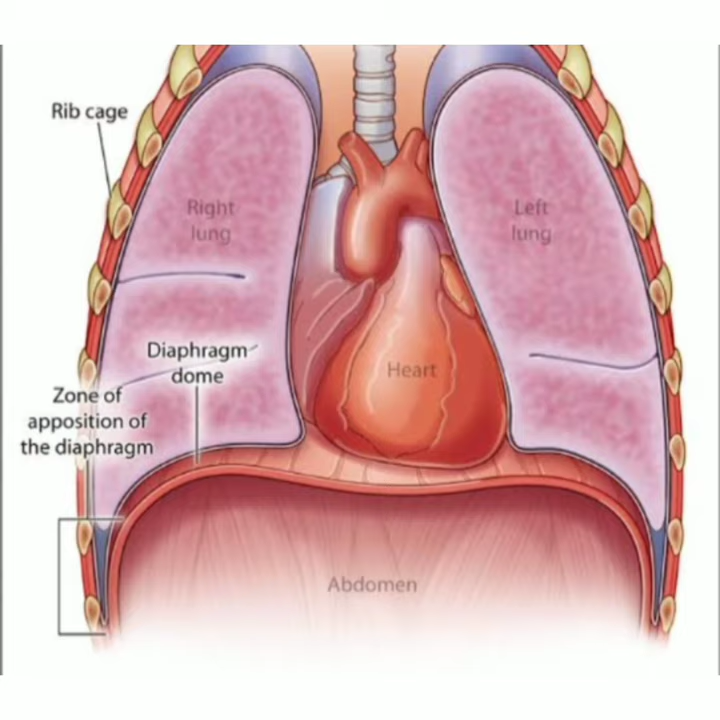 Rib cage
Right
lung
Left
lung
Diaphragm
dome
Heart
Zone of
apposition of
the diaphragm
Abdomen